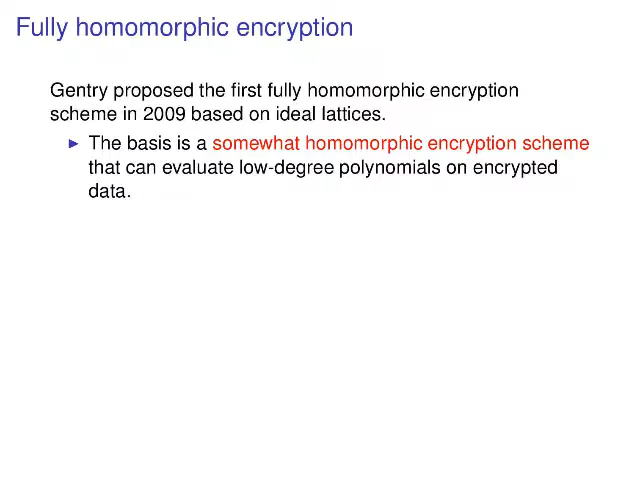 Fully homomorphic encryption
Gentry proposed the first fully homomorphic encryption
scheme in 2009 based on ideal lattices.
The basis is a somewhat homomorphic encryption scheme
that can evaluate low-degree polynomials on encrypted
data.